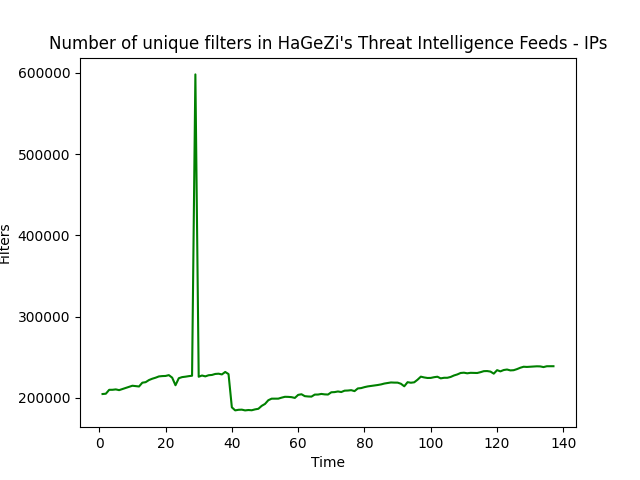 Number of unique filters in HaGeZi's Threat Intelligence Feeds - IPs
600000
500000
400000
300000
200000
Filters
0 20 40 60 80 100 120 140
Time